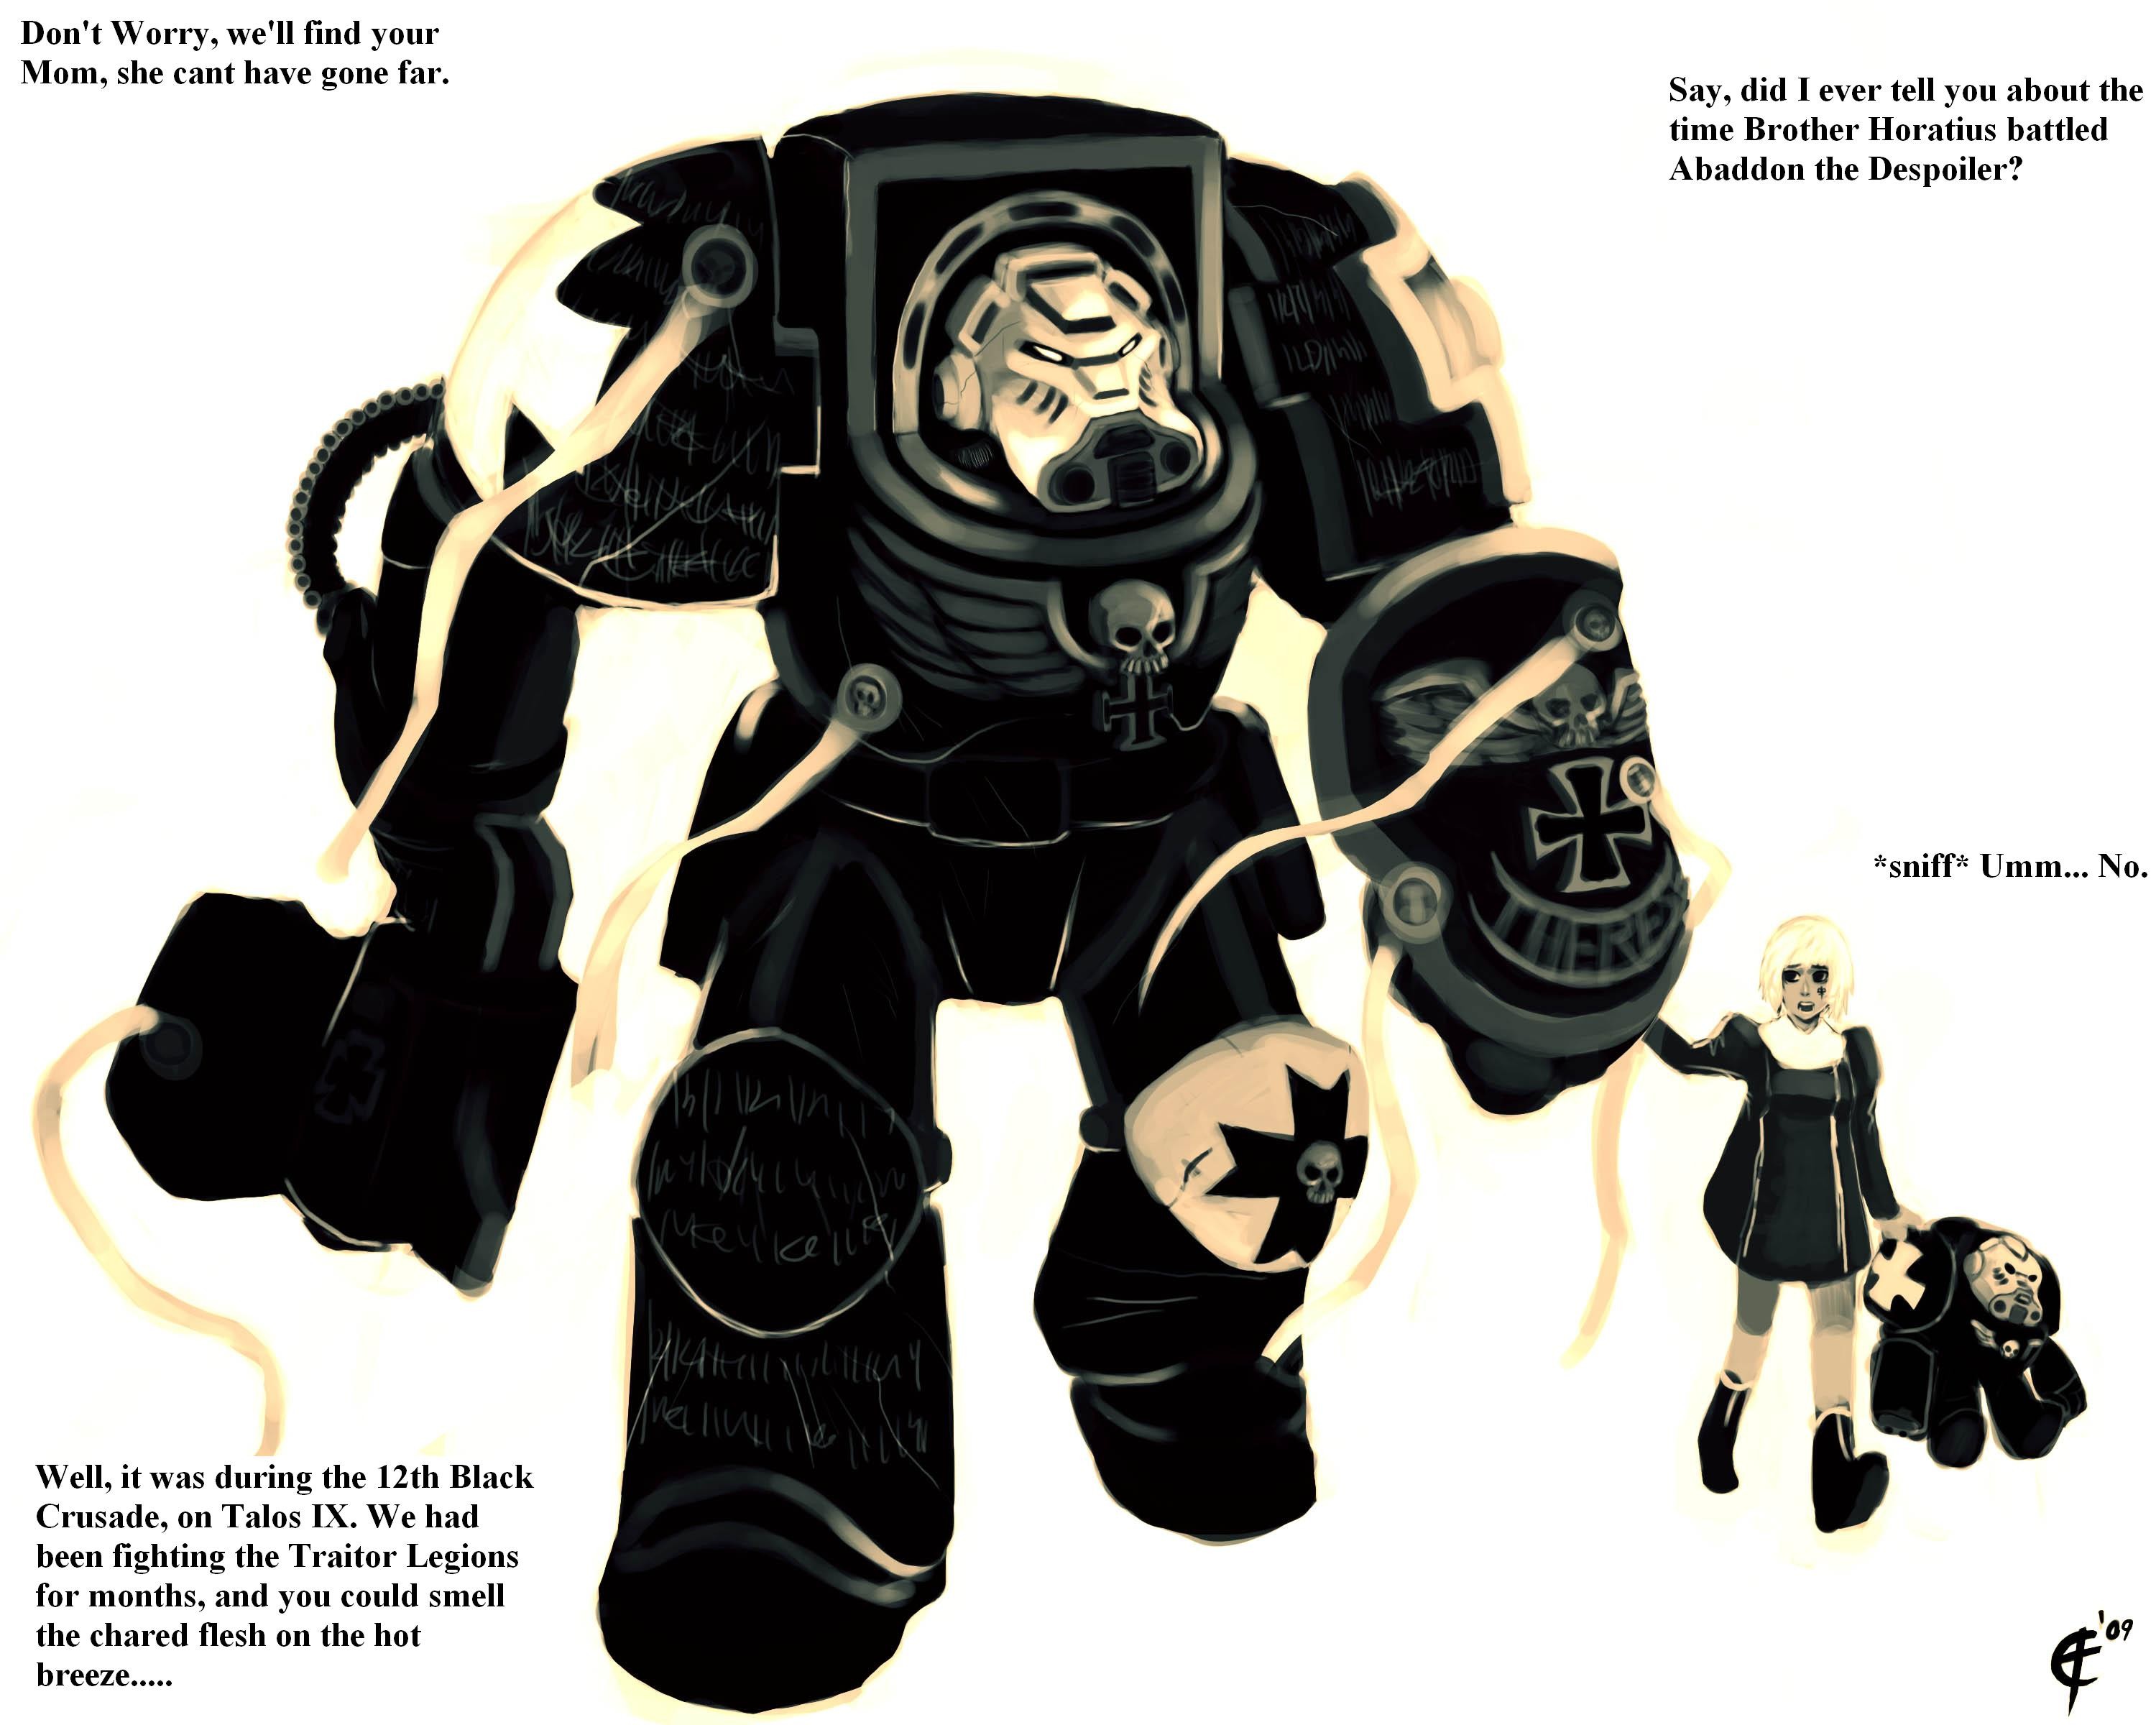 Don't Worry, we'll find your
Mom, she cant have gone far.
Say, did I ever tell you about the
time Brother Horatius battled
Abaddon the Despoiler?
*sniff* Umm... No.
Well, it was during the 12th Black
Crusade, on Talos IX. We had
been fighting the Traitor Legions
for months, and you could smell
the chared flesh on the hot
breeze.....
'09